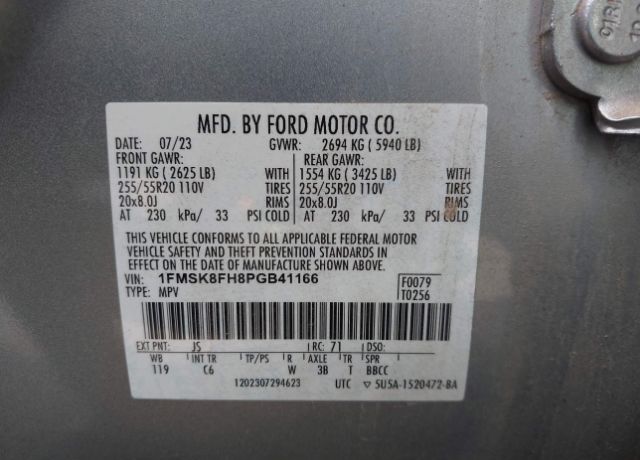 MFD. BY FORD MOTOR CO.
DATE: 07/23 GVWR: 2694 KG ( 5940 LB)
FRONT GAWR: REAR GAWR:
1191 KG ( 2625 LB) WITH 1554 KG ( 3425 LB) WITH
255/55R20 110V TIRES 255/55R20 110V TIRES
20x8.0J RIMS 20x8.0J RIMS
AT 230 kPa/ 33 PSI COLD AT 230 kPa/ 33 PSI COLD
THIS VEHICLE CONFORMS TO ALL APPLICABLE FEDERAL MOTOR
VEHICLE SAFETY AND THEFT PREVENTION STANDARDS IN
EFFECT ON THE DATE OF MANUFACTURE SHOWN ABOVE.
VIN: 1FMSK8FH8PGB41166 F0079
TYPE: MPV T0256
EXT PNT: JS RC: 71 DSO:
WB INT TR TP/PS R AXLE TR SPR
119 C6 W 3B T BBCC
1202307294623 UTC ▽ 5U5A-1520472-BA